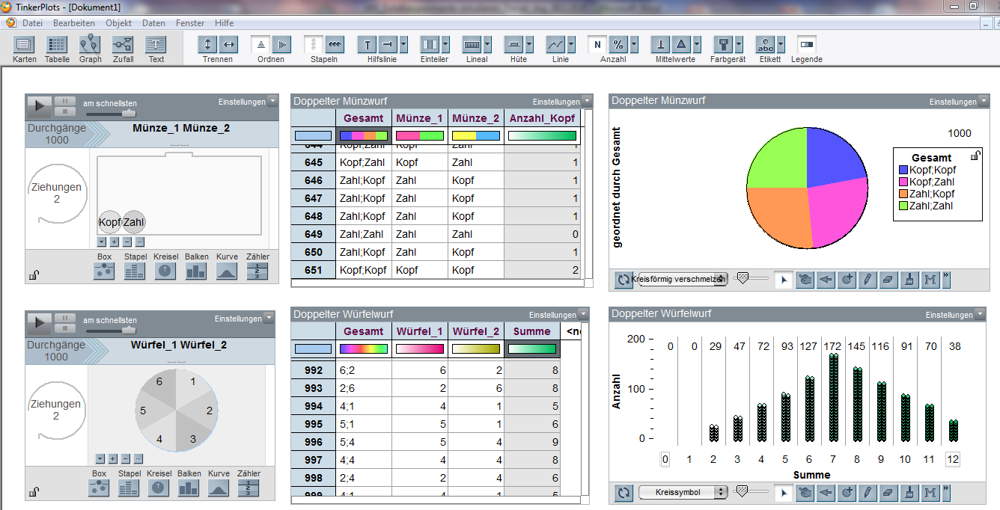 TinkerPlots - [Dokument1]
Datei Bearbeiten Objekt Daten Fenster Hilfe
N % abc
Karten Tabelle Graph Zufall Text Trennen Ordnen Stapeln Hilfslinie Einteiler Lineal Hüte Linie Anzahl Mittelwerte Farbgerät Etikett Legende
am schnellsten
Einstellungen
Durchgänge
1000
Münze_1 Münze_2
Ziehungen
2
Kopf Zahl
Box Stapel Kreisel Balken Kurve Zähler
1
2
3
Doppelter Münzwurf Einstellungen
Gesamt Münze_1 Münze_2 Anzahl_Kopf
644 Kopf;Zahl Kopf Zahl 1
645 Kopf;Zahl Kopf Zahl 1
646 Zahl;Kopf Zahl Kopf 1
647 Zahl;Kopf Zahl Kopf 1
648 Zahl;Kopf Zahl Kopf 1
649 Zahl;Zahl Zahl Zahl 0
650 Zahl;Kopf Zahl Kopf 1
651 Kopf;Kopf Kopf Kopf 2
Doppelter Münzwurf Einstellungen
geordnet durch Gesamt
1000
Gesamt
Kopf;Kopf
Kopf;Zahl
Zahl;Kopf
Zahl;Zahl
Kreisförmig verschmelzen
am schnellsten
Einstellungen
Durchgänge
1000
Würfel_1 Würfel_2
Ziehungen
2
6 1
5 2
4 3
Box Stapel Kreisel Balken Kurve Zähler
1
2
3
Doppelter Würfelwurf Einstellungen
Gesamt Würfel_1 Würfel_2 Summe <ne
992 6;2 6 2 8
993 2;6 2 6 8
994 4;1 4 1 5
995 5;1 5 1 6
996 5;4 5 4 9
997 4;4 4 4 8
998 2;4 2 4 6
999 4;1 4 1 5
Doppelter Würfelwurf Einstellungen
200
0 0 29 47 72 93 127 172 145 116 91 70 38
Anzahl
100
0
0 1 2 3 4 5 6 7 8 9 10 11 12
Summe
Kreissymbol